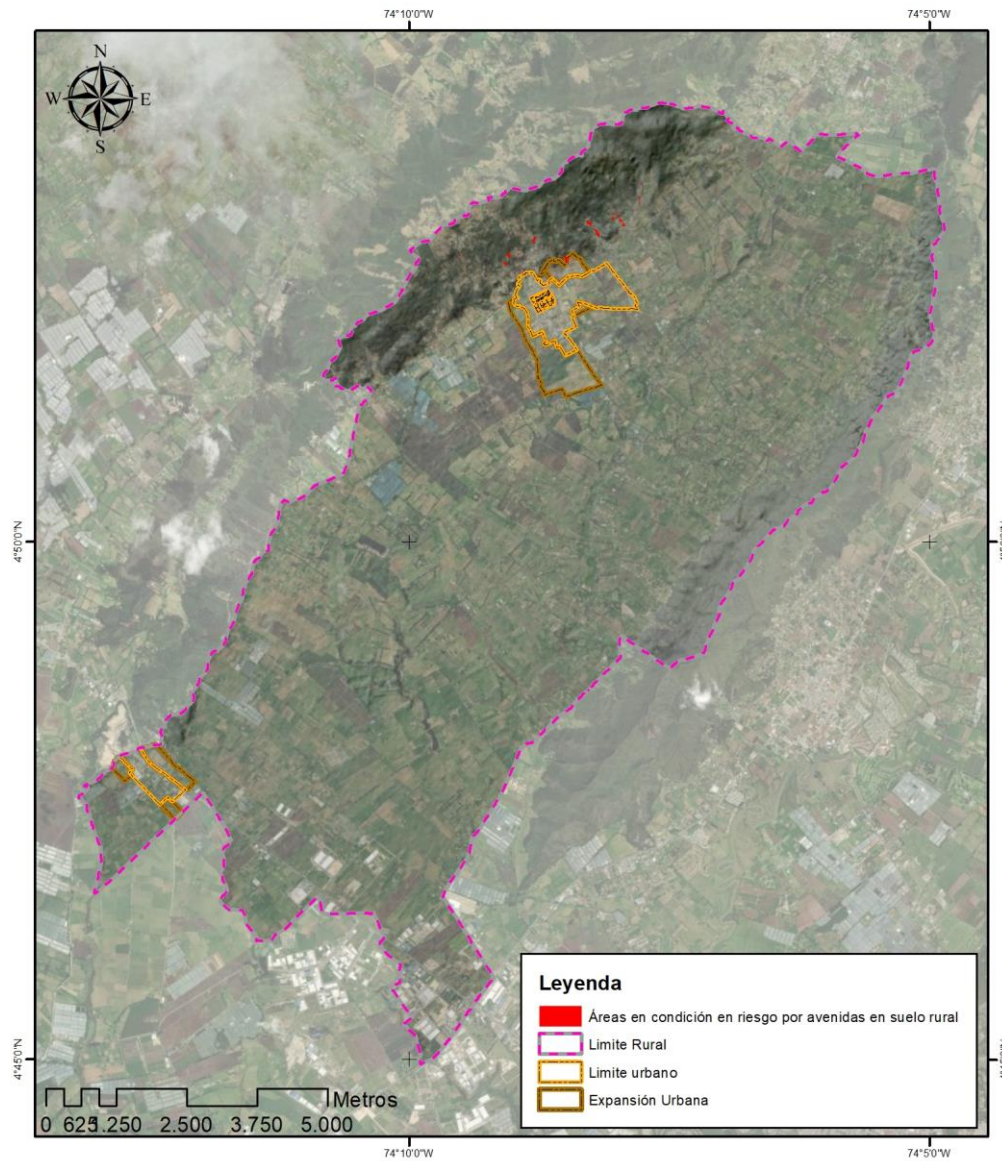 74°10'0"W
74°5'0"W
N
W
E
S
4°50'0"N
4°45'0"N
Leyenda
Áreas en condición en riesgo por avenidas en suelo rural
Limite Rural
Limite urbano
Expansión Urbana
Metros
0 625 1.250 2.500 3.750 5.000
74°10'0"W
74°5'0"W